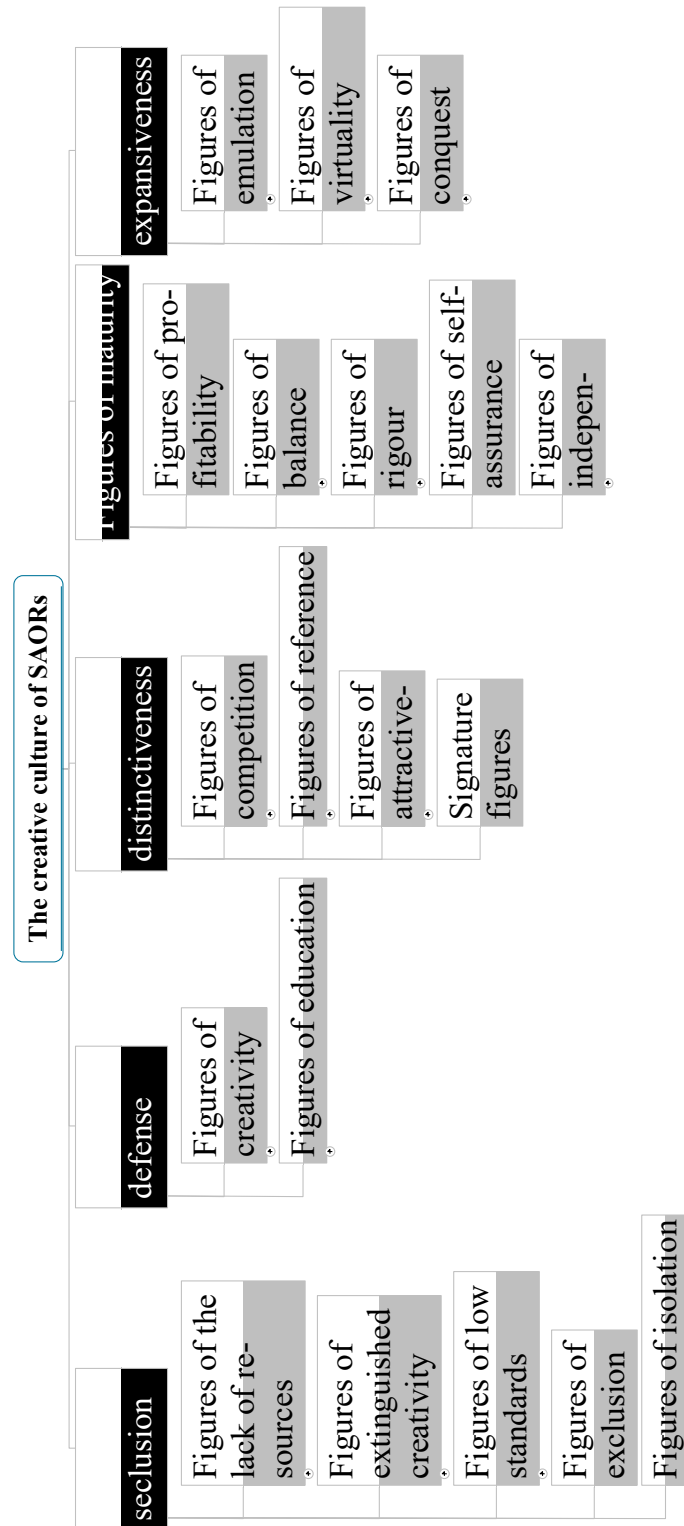 The creative culture of SAORs
seclusion
Figures of the
lack of re-
sources
Figures of
extinguished
creativity
Figures of low
standards
Figures of
exclusion
Figures of isolation
defense
Figures of
creativity
Figures of education
distinctiveness
Figures of
competition
Figures of reference
Figures of
attractive-
Signature
figures
Figures of maturity
Figures of pro-
fitability
Figures of
balance
Figures of
rigour
Figures of self-
assurance
Figures of
indepen-
expansiveness
Figures of
emulation
Figures of
virtuality
Figures of
conquest